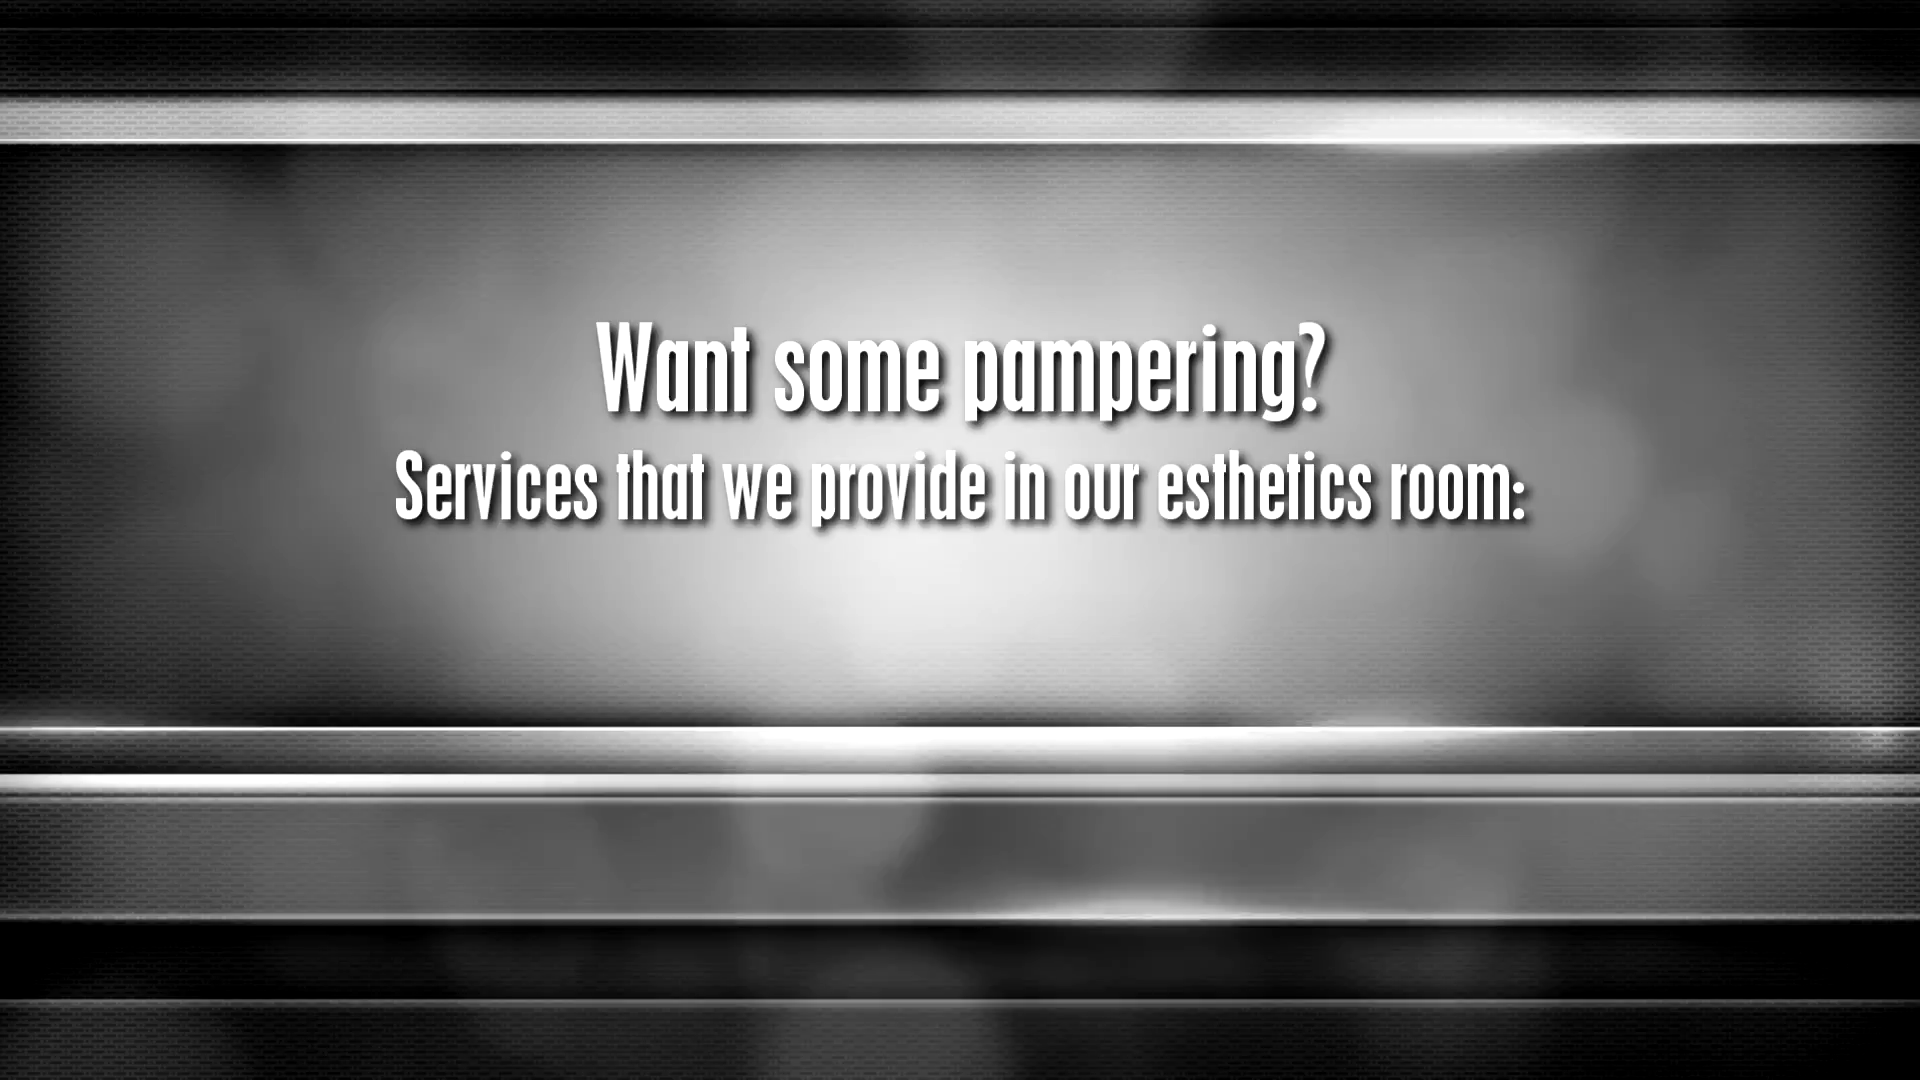 Want some pampering?
Services that we provide in our esthetics room: